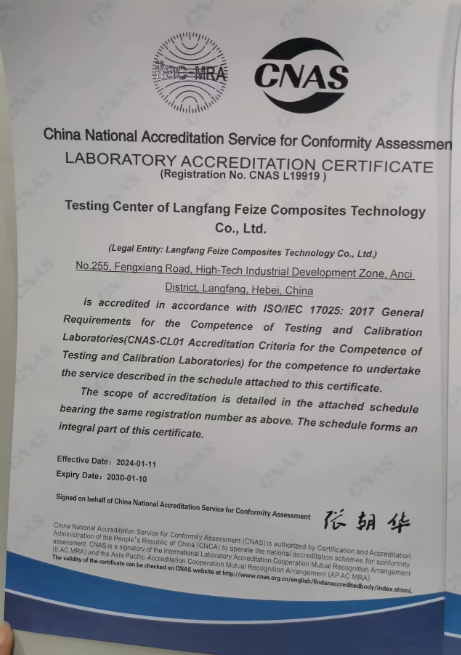 ilac-MRA
CNAS
China National Accreditation Service for Conformity Assessmen
LABORATORY ACCREDITATION CERTIFICATE
(Registration No. CNAS L19919 )
Testing Center of Langfang Feize Composites Technology
Co., Ltd.
(Legal Entity: Langfang Feize Composites Technology Co., Ltd.)
No.255, Fengxiang Road, High-Tech Industrial Development Zone, Anci
District, Langfang, Hebei, China
is accredited in accordance with ISO/IEC 17025: 2017 General
Requirements for the Competence of Testing and Calibration
Laboratories(CNAS-CL01 Accreditation Criteria for the Competence of
Testing and Calibration Laboratories) for the competence to undertake
the service described in the schedule attached to this certificate.
The scope of accreditation is detailed in the attached schedule
bearing the same registration number as above. The schedule forms an
integral part of this certificate.
Effective Date: 2024-01-11
Expiry Date: 2030-01-10
Signed on behalf of China National Accreditation Service for Conformity Assessment
张朝华
China National Accreditation Service for Conformity Assessment (CNAS) is authorized by Certification and Accreditation
Administration of the People's Republic of China (CNCA) to operate the national accreditation schemes for conformity
assessment. CNAS is a signatory of the International Laboratory Accreditation Cooperation Mutual Recognition Arrangement
(ILAC MRA) and the Asia Pacific Accreditation Cooperation Mutual Recognition Arrangement (APAC MRA).
The validity of the certificate can be checked on CNAS website at http://www.cnas.org.cn/english/findanaccreditedbody/index.shtml.